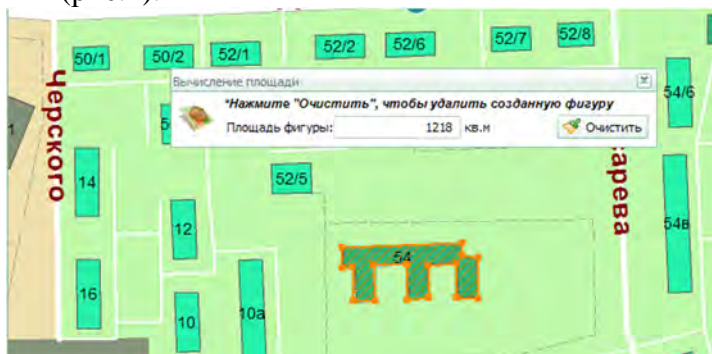 50/1
50/2
52/1
52/2
52/6
52/7
52/8
54/6
Вычисление площади
*Нажмите "Очистить", чтобы удалить созданную фигуру
Площадь фигуры: 1218 кв.м Очистить
Черского
14
52/5
12
54
54в
16
10
10а